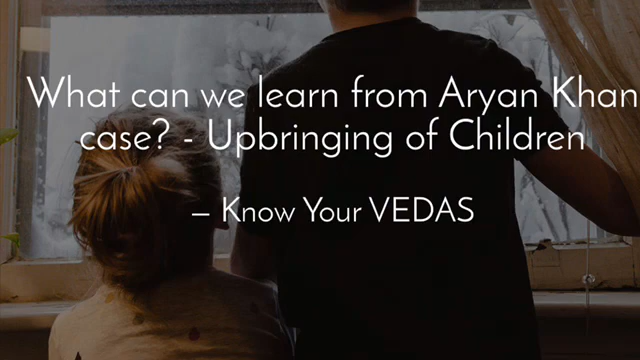 What can we learn from Aryan Khan
case? - Upbringing of Children
– Know Your VEDAS